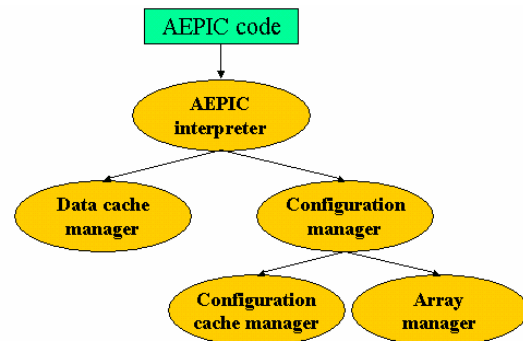 AEPIC code
AEPIC
interpreter
Data cache
manager
Configuration
manager
Configuration
cache manager
Array
manager